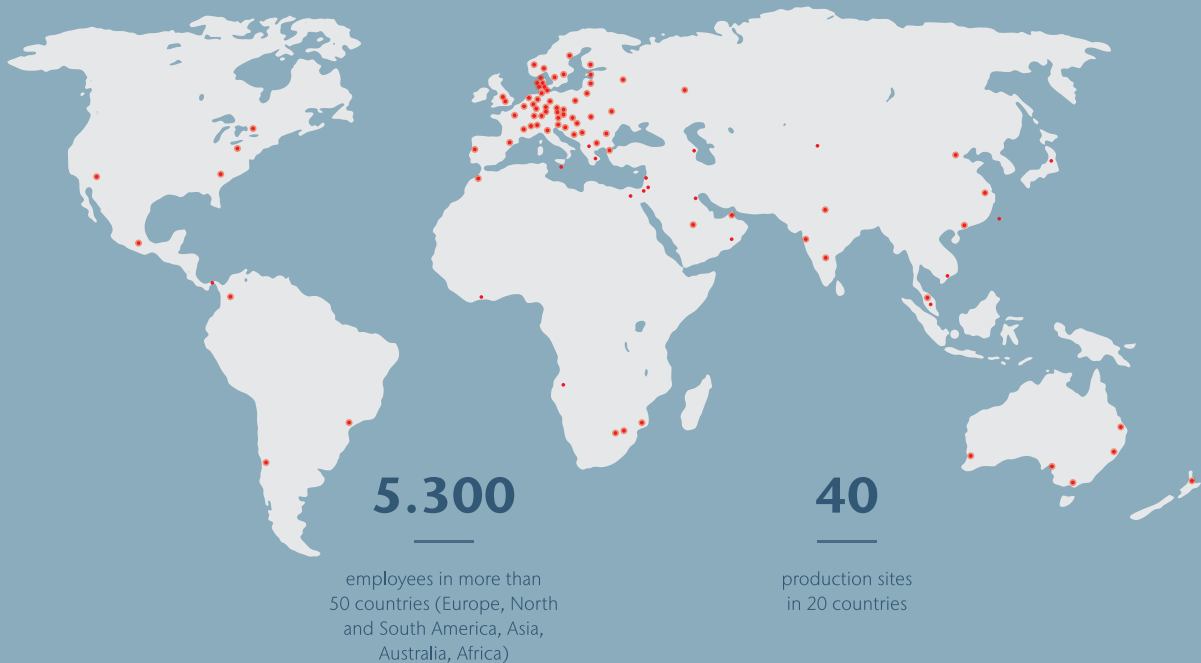 5.300
employees in more than
50 countries (Europe, North
and South America, Asia,
Australia, Africa)
40
production sites
in 20 countries